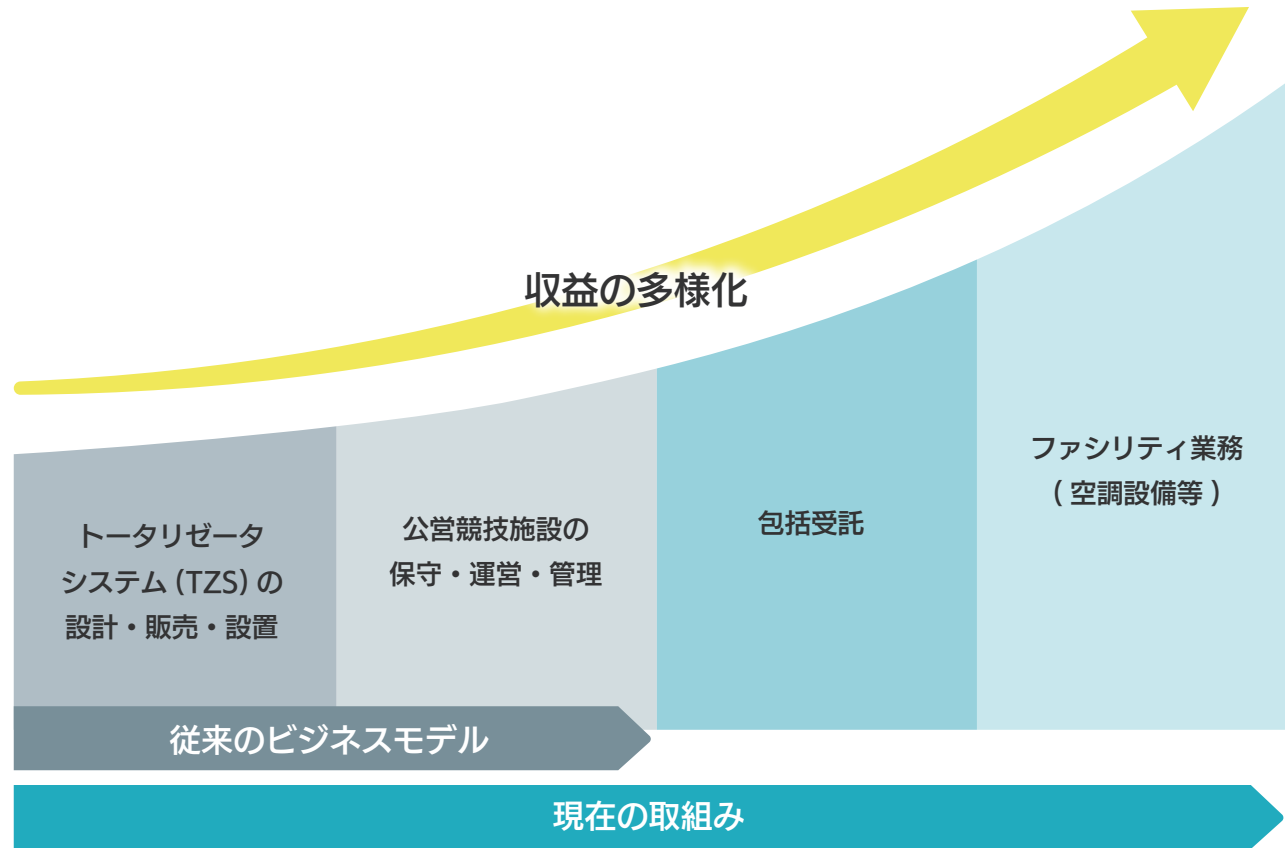 収益の多様化
トータリゼータ
システム（TZS）の
設計・販売・設置
公営競技施設の
保守・運営・管理
包括受託
ファシリティ業務
（空調設備等）
従来のビジネスモデル
現在の取組み